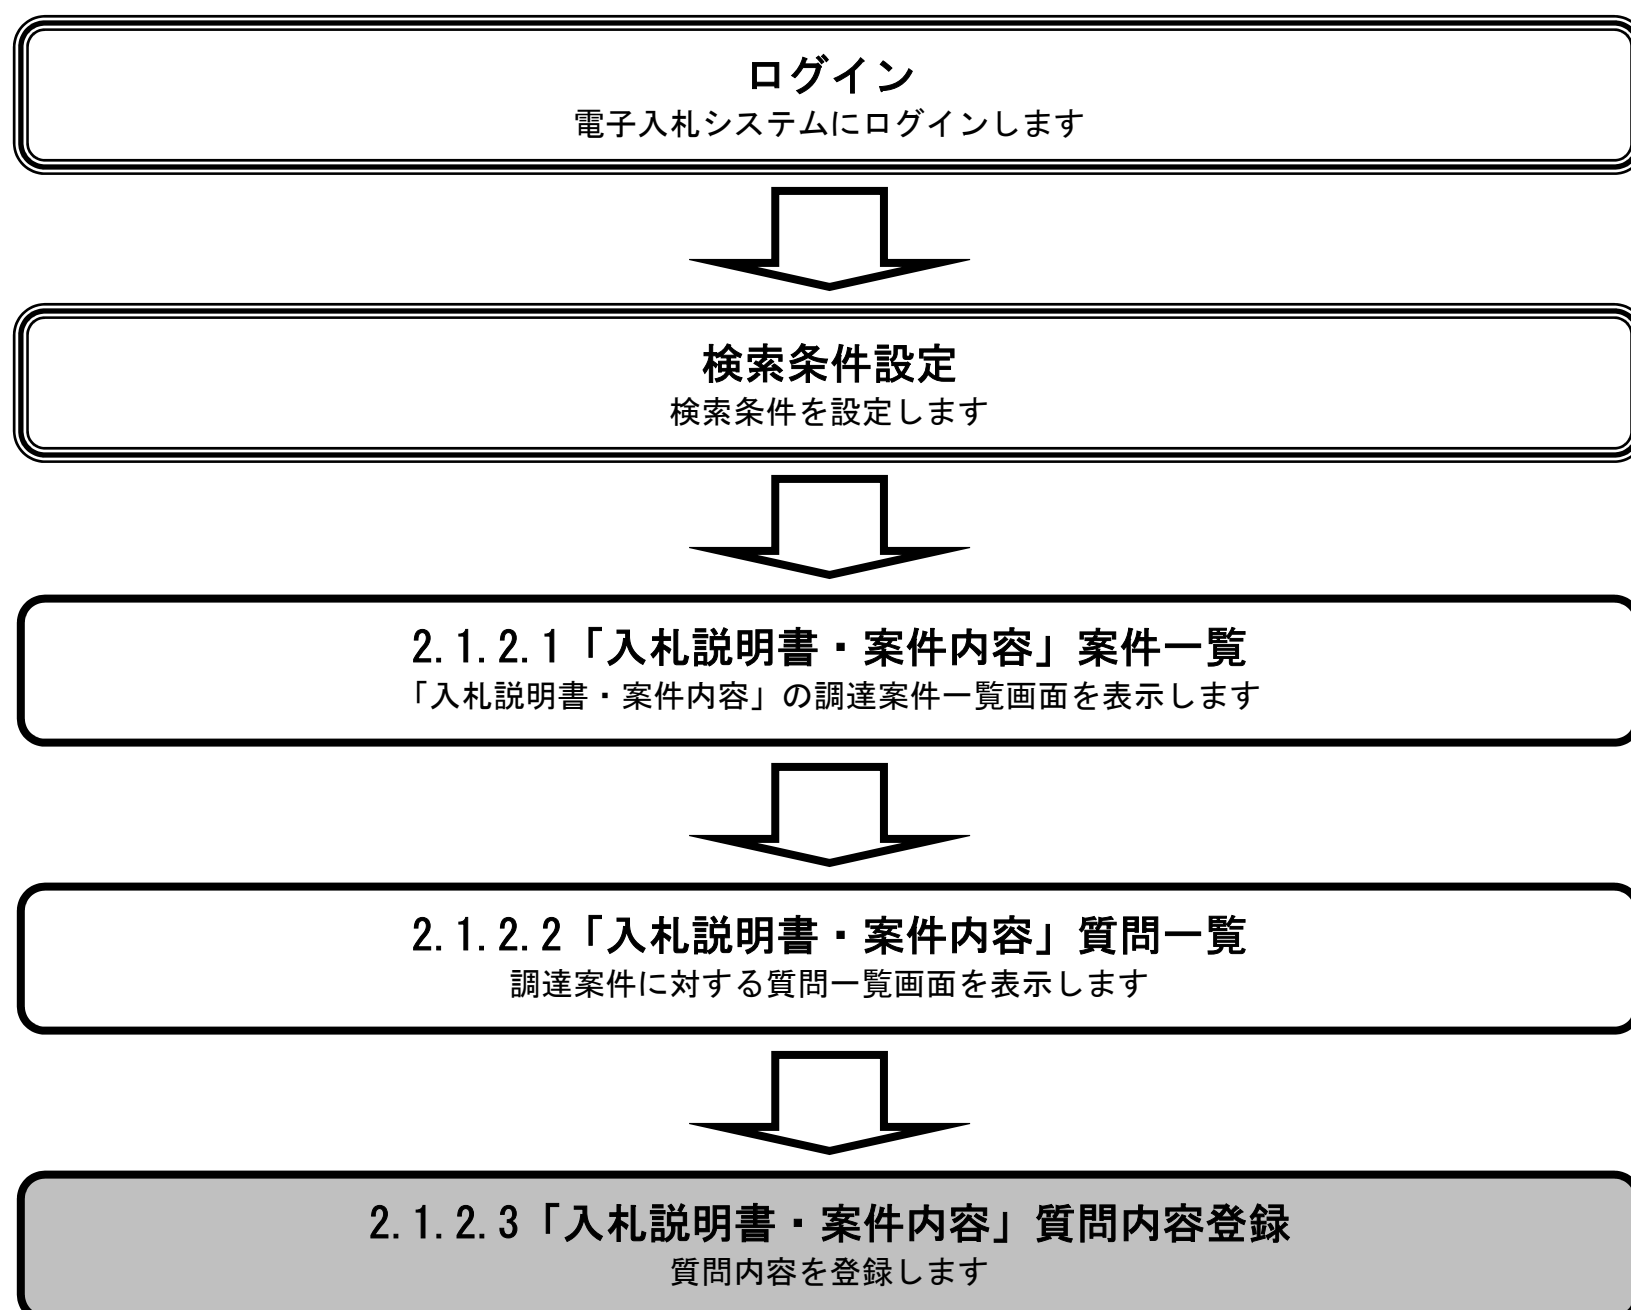 ログイン
電子入札システムにログインします
検索条件設定
検索条件を設定します
2.1.2.1「入札説明書・案件内容」案件一覧
「入札説明書・案件内容」の調達案件一覧画面を表示します
2.1.2.2「入札説明書・案件内容」質問一覧
調達案件に対する質問一覧画面を表示します
2.1.2.3「入札説明書・案件内容」質問内容登録
質問内容を登録します